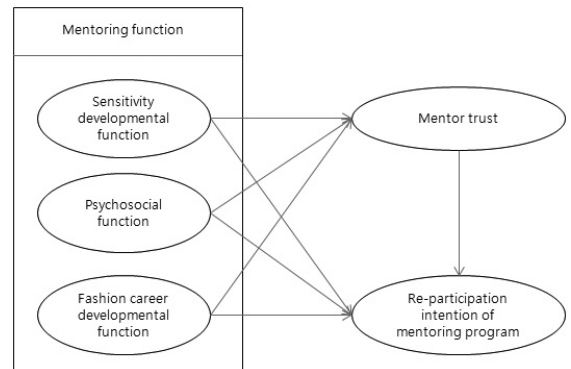 Mentoring function
Sensitivity
developmental
function
Psychosocial
function
Fashion career
developmental
function
Mentor trust
Re-participation
intention of
mentoring program